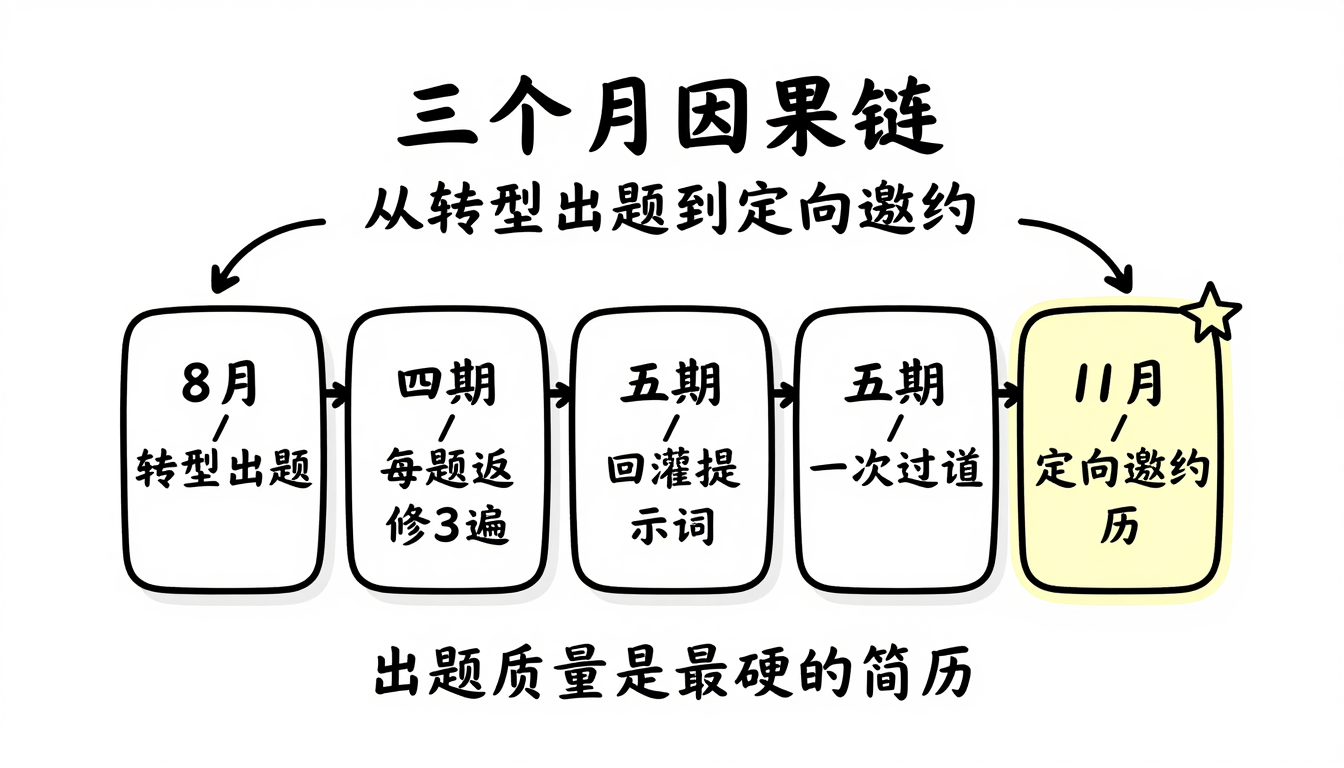 三个月因果链
从转型出题到定向邀约
8月
/
转型出题
四期
/
每题返
修3遍
五期
/
回灌提
示词
五期
/
一次过道
11月
/
定向邀约
历
出题质量是最硬的简历